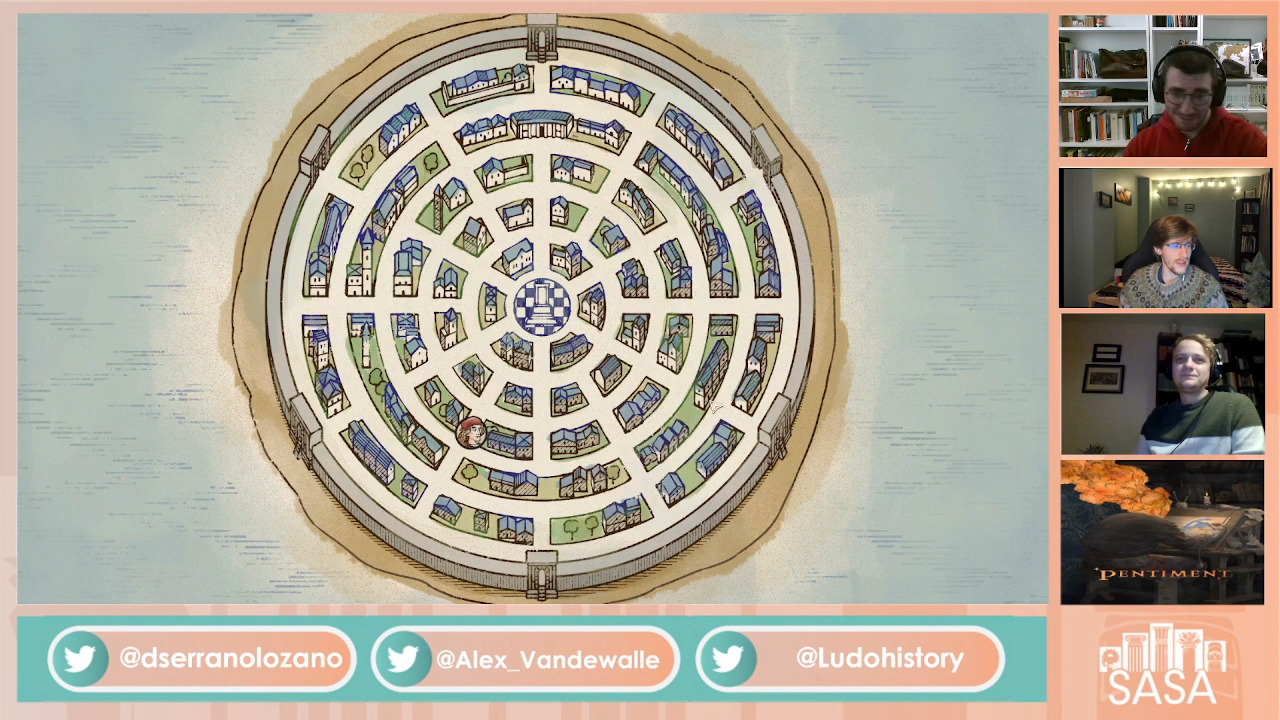 PENTIMENT
@dserranolozano
@Alex_Vandewalle
@Ludohistory
SASA